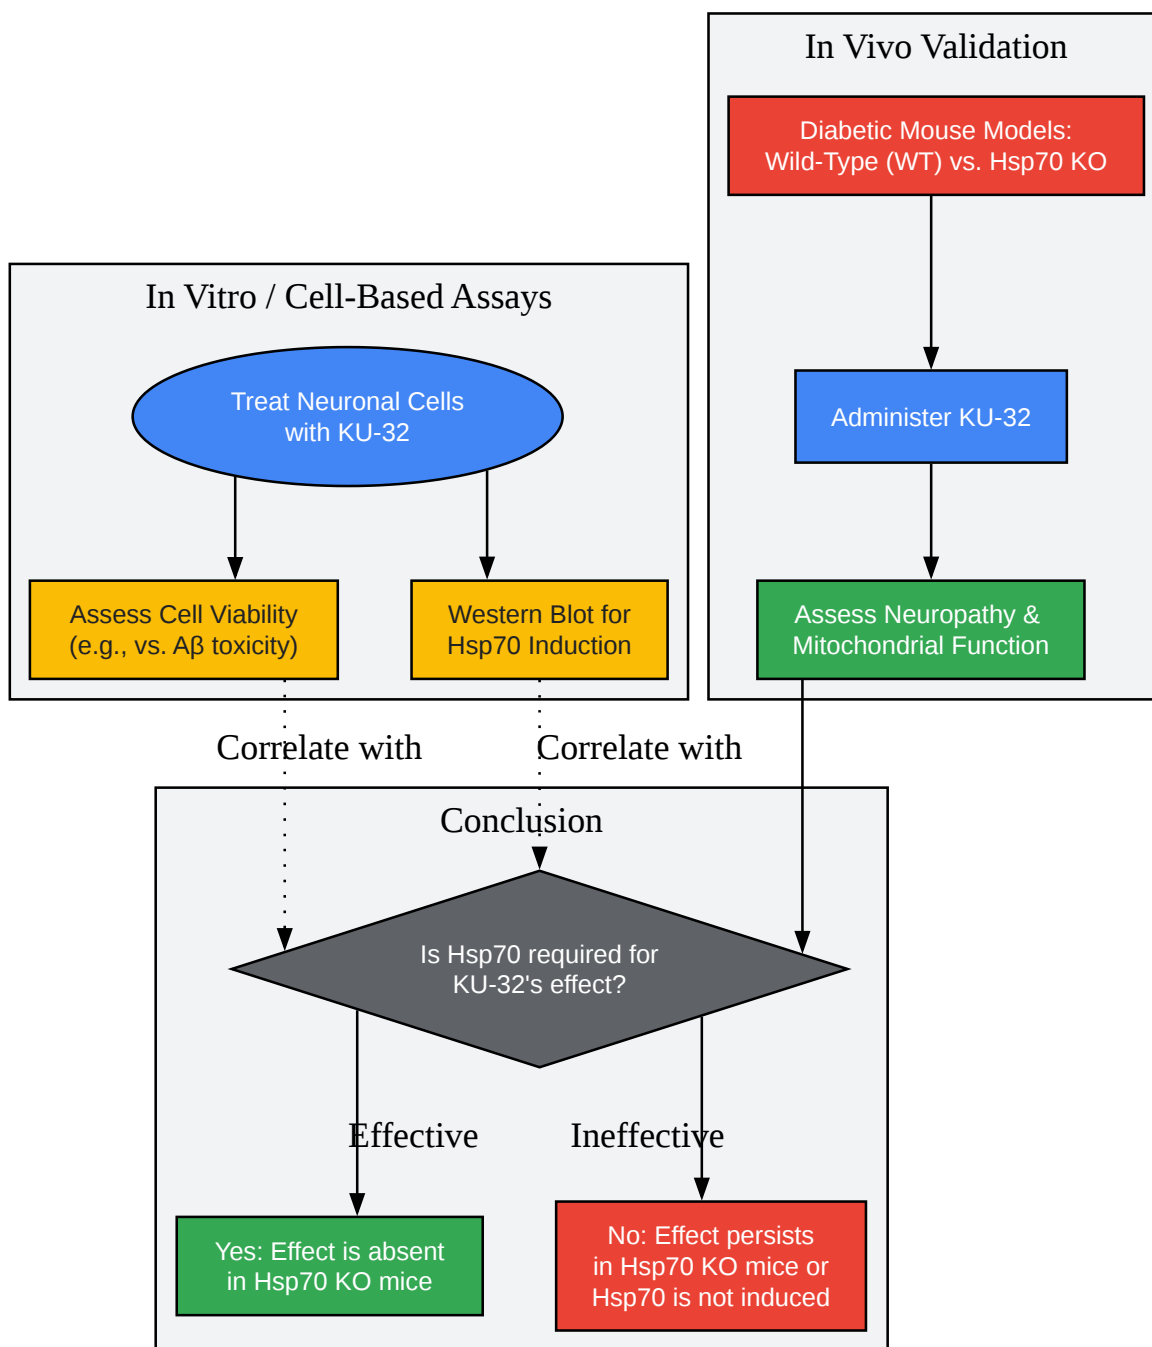 In Vivo Validation
Diabetic Mouse Models:
Wild-Type (WT) vs. Hsp70 KO
Administer KU-32
Assess Neuropathy &
Mitochondrial Function
In Vitro / Cell-Based Assays
Treat Neuronal Cells
with KU-32
Assess Cell Viability
(e.g., vs. Aβ toxicity)
Western Blot for
Hsp70 Induction
Correlate with
Correlate with
Conclusion
Is Hsp70 required for
KU-32's effect?
Effective
Ineffective
Yes: Effect is absent
in Hsp70 KO mice
No: Effect persists
in Hsp70 KO mice or
Hsp70 is not induced